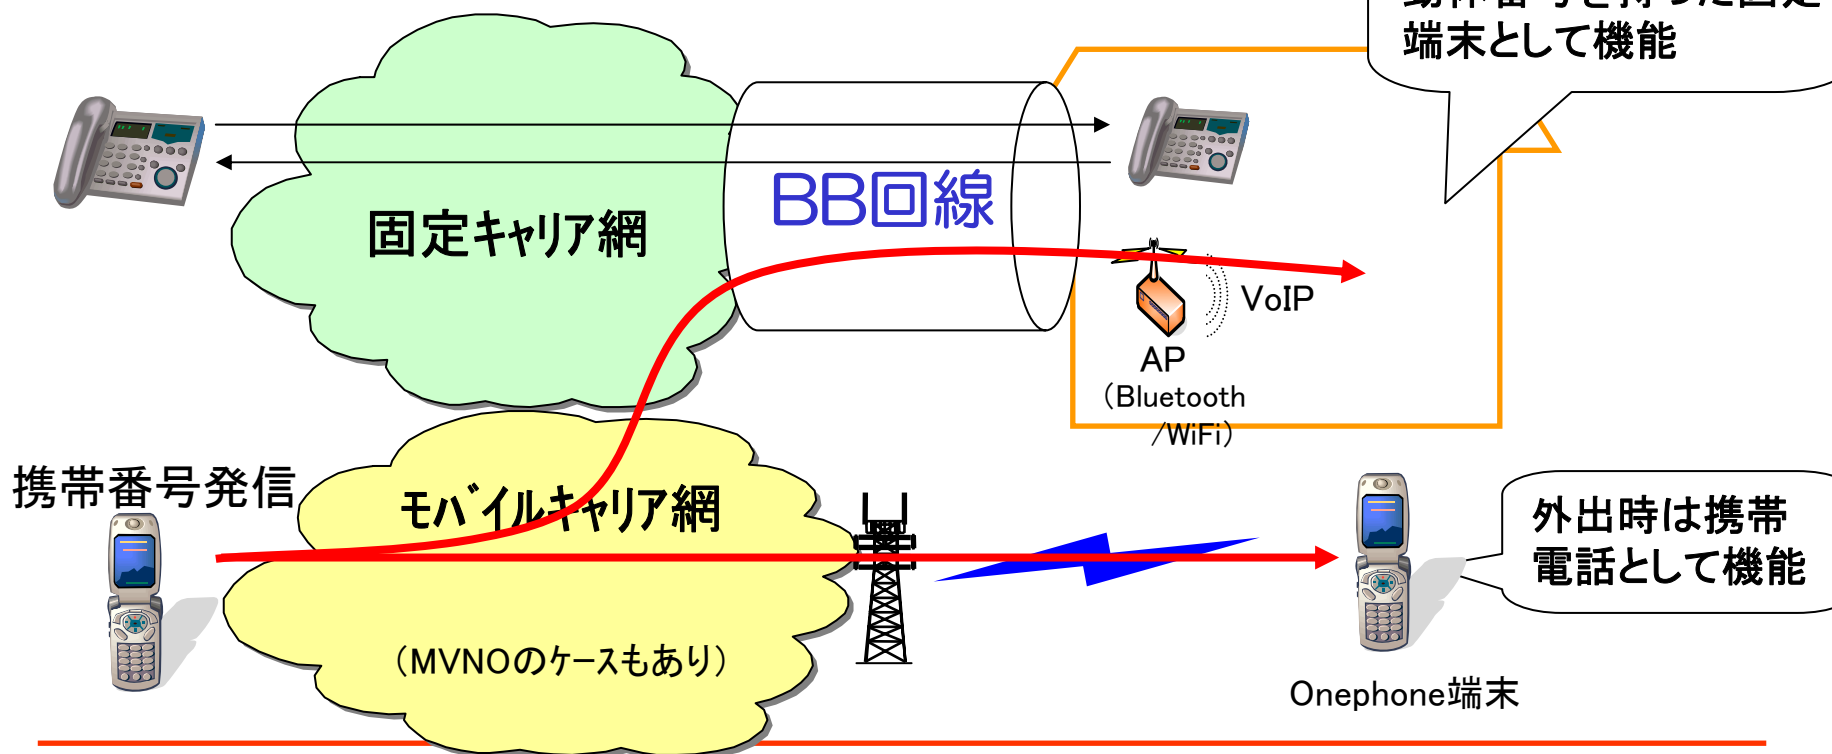 端末として機能
BB回線
固定キャリア網
VoIP
AP
（Bluetooth
/WiFi）
携帯番号発信
モバイルキャリア網
外出時は携帯
電話として機能
（MVNOのケースもあり）
Onephone端末